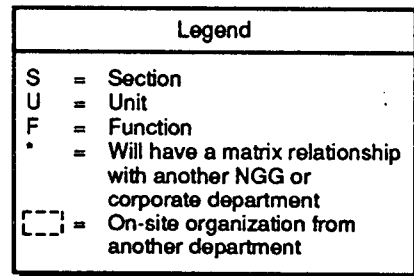 Legend
S = Section
U = Unit
F = Function
* = Will have a matrix relationship
with another NGG or
corporate department
= On-site organization from
another department